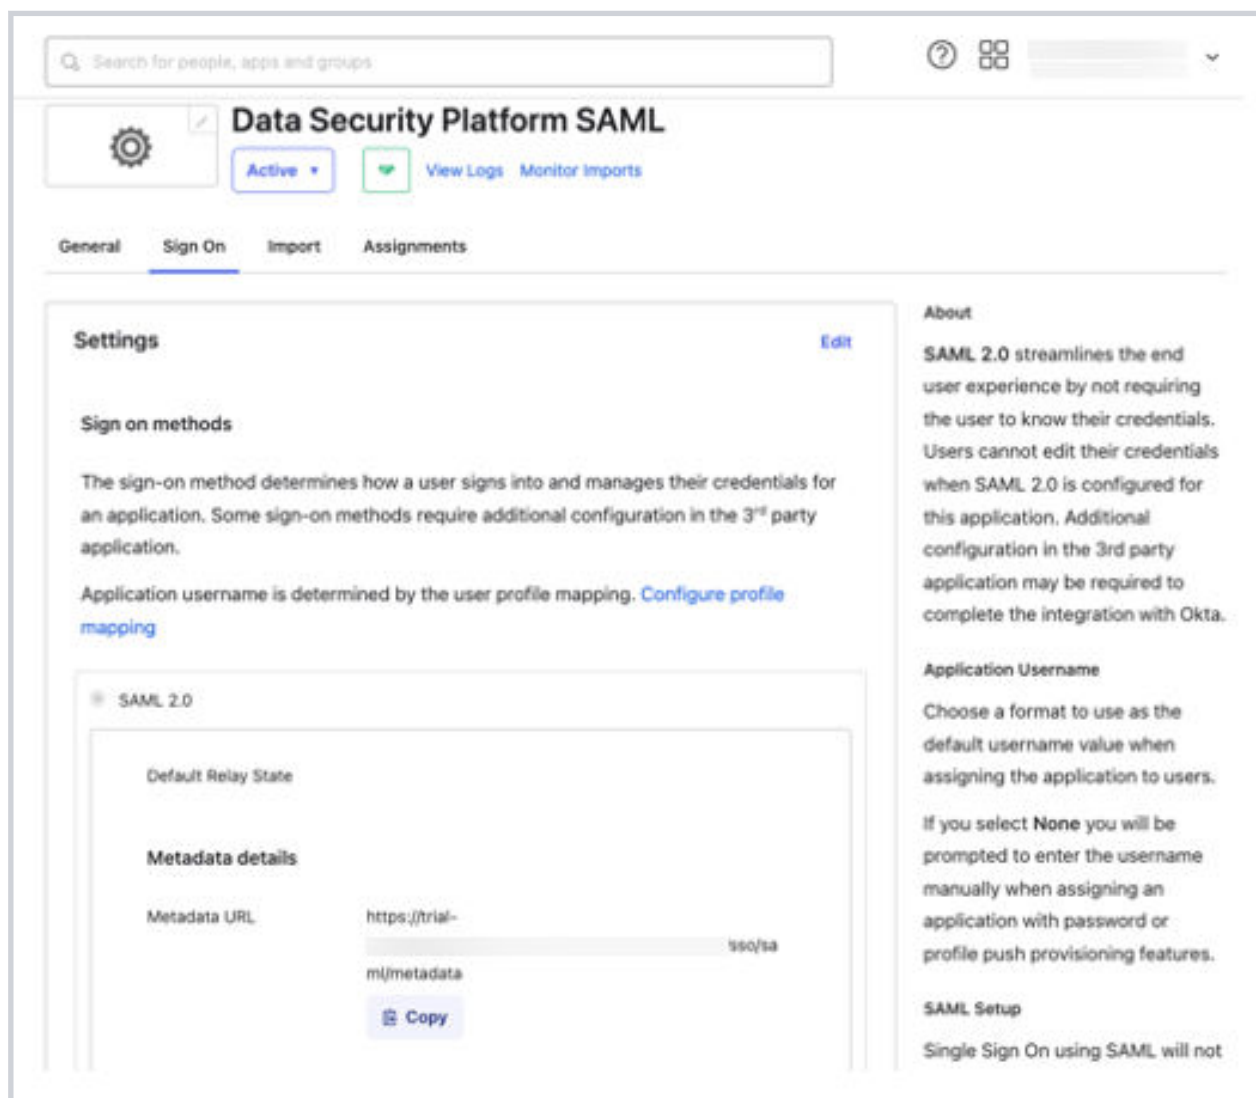 Search for people, apps and groups
Data Security Platform SAML
Active
View Logs Monitor Imports
General Sign On Import Assignments
Settings
Edit
Sign on methods
The sign-on method determines how a user signs into and manages their credentials for
an application. Some sign-on methods require additional configuration in the 3rd party
application.
Application username is determined by the user profile mapping. Configure profile
mapping
SAML 2.0
Default Relay State
Metadata details
Metadata URL
https://trial-
sso/sa
ml/metadata
Copy
About
SAML 2.0 streamlines the end
user experience by not requiring
the user to know their credentials.
Users cannot edit their credentials
when SAML 2.0 is configured for
this application. Additional
configuration in the 3rd party
application may be required to
complete the integration with Okta.
Application Username
Choose a format to use as the
default username value when
assigning the application to users.
If you select None you will be
prompted to enter the username
manually when assigning an
application with password or
profile push provisioning features.
SAML Setup
Single Sign On using SAML will not